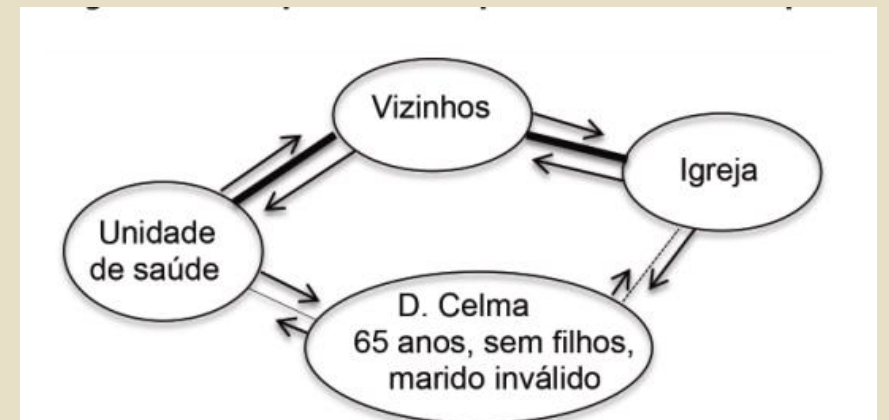 Vizinhos
Igreja
Unidade
de saúde
D. Celma
65 anos, sem filhos,
marido inválido